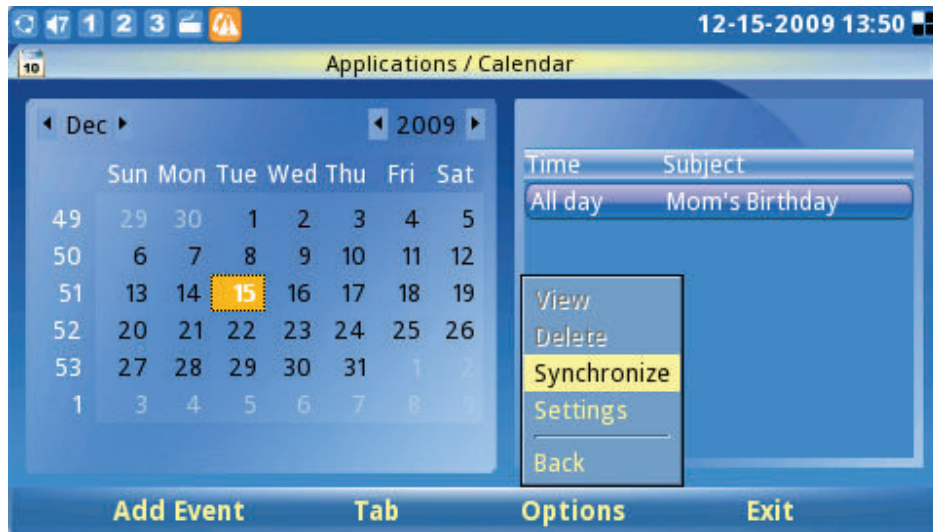 47 1 2 3 12-15-2009 13:50
10 Applications / Calendar
Dec 2009
Sun Mon Tue Wed Thu Fri Sat
49 29 30 1 2 3 4 5
50 6 7 8 9 10 11 12
51 13 14 15 16 17 18 19
52 20 21 22 23 24 25 26
53 27 28 29 30 31 1 2
1 3 4 5 6 7 8 9
Time Subject
All day Mom's Birthday
View
Delete
Synchronize
Settings
Back
Add Event Tab Options Exit